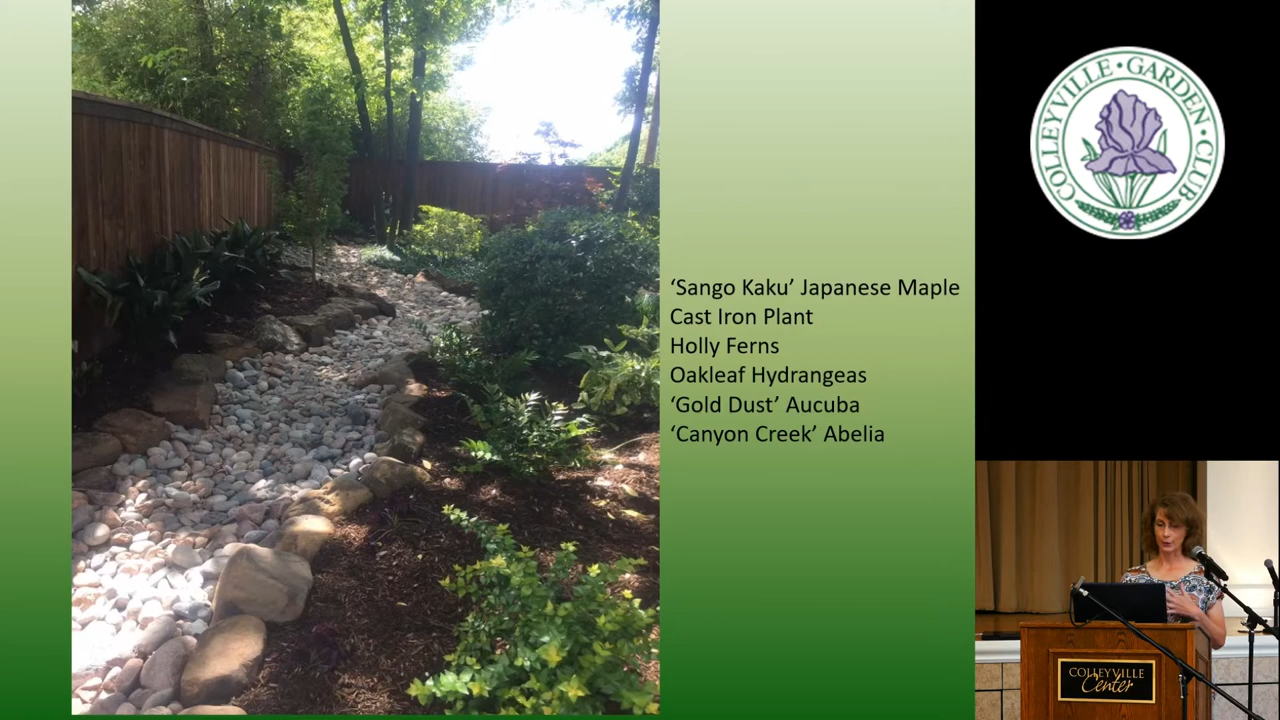 ‘Sango Kaku’ Japanese Maple
Cast Iron Plant
Holly Ferns
Oakleaf Hydrangeas
‘Gold Dust’ Aucuba
‘Canyon Creek’ Abelia
COLLEYVILLE • GARDEN • CLUB
COLLEYVILLE
Center